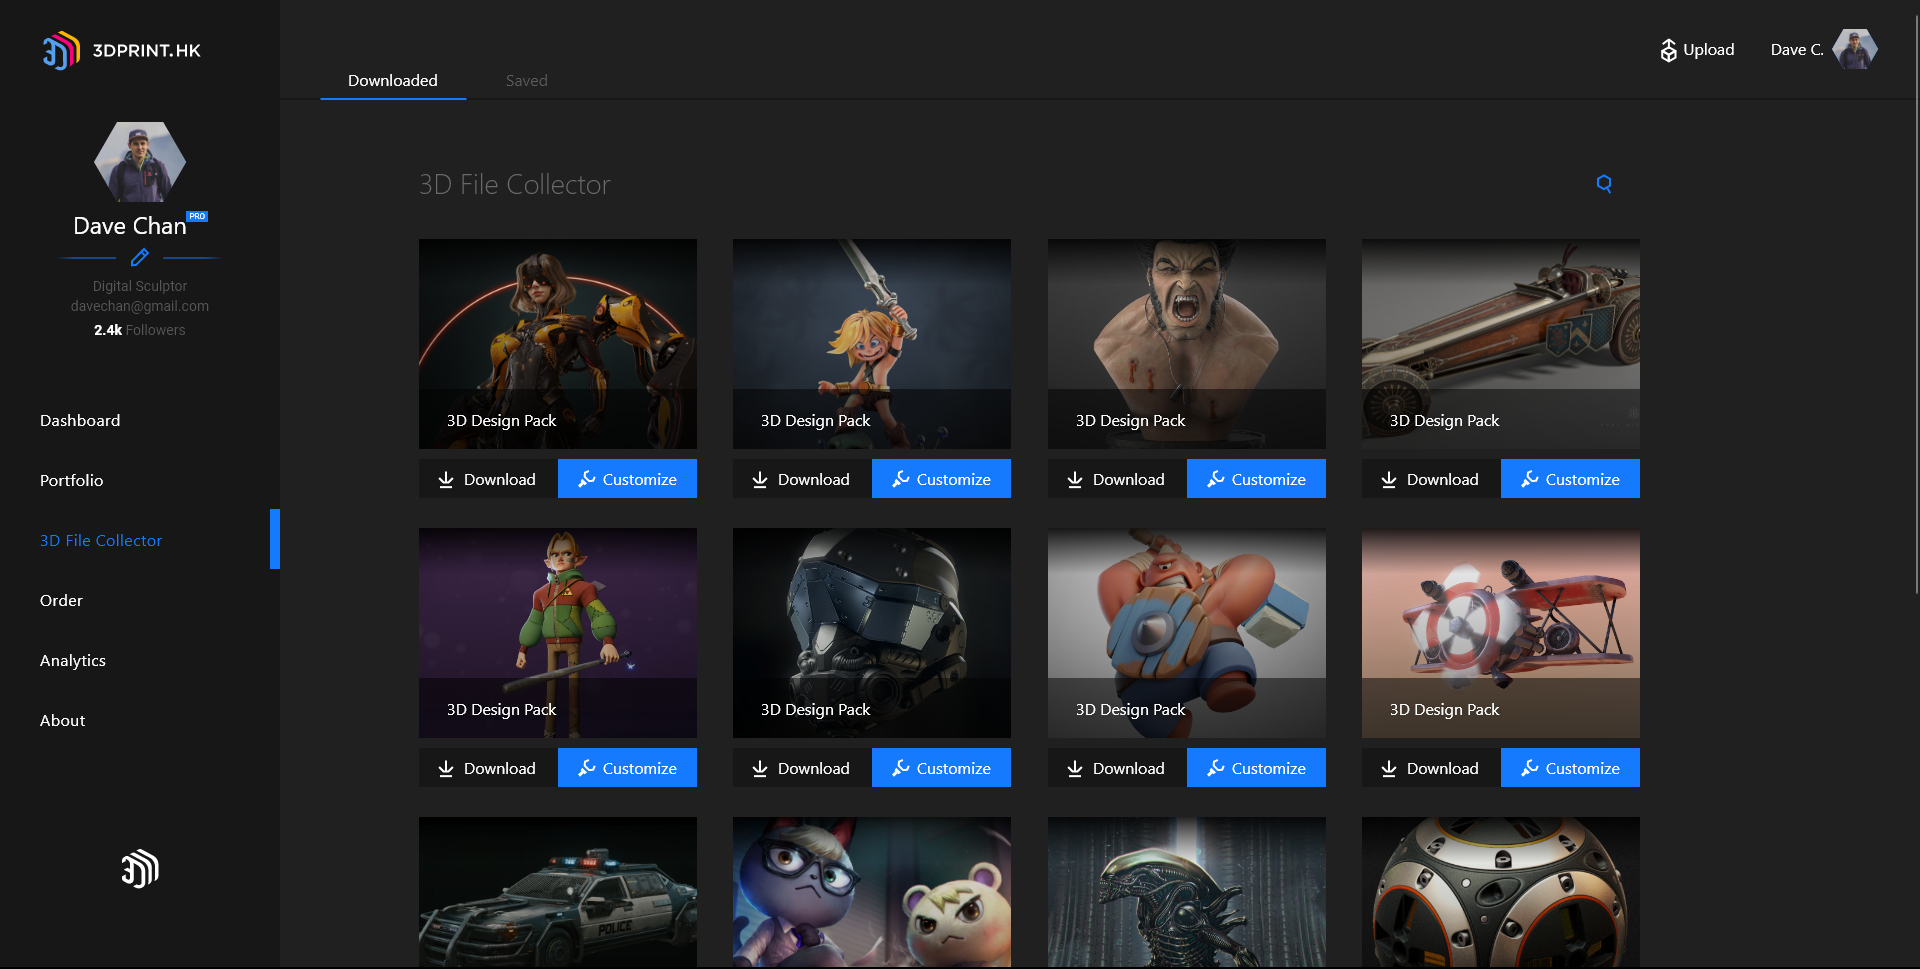 3DPRINT.HK
Upload
Dave C.
Downloaded
Saved
Dave Chan PRO
Digital Sculptor
davechan@gmail.com
2.4k Followers
Dashboard
Portfolio
3D File Collector
Order
Analytics
About
3D File Collector
3D Design Pack
3D Design Pack
3D Design Pack
3D Design Pack
Download Customize
Download Customize
Download Customize
Download Customize
3D Design Pack
3D Design Pack
3D Design Pack
3D Design Pack
Download Customize
Download Customize
Download Customize
Download Customize
POLICE